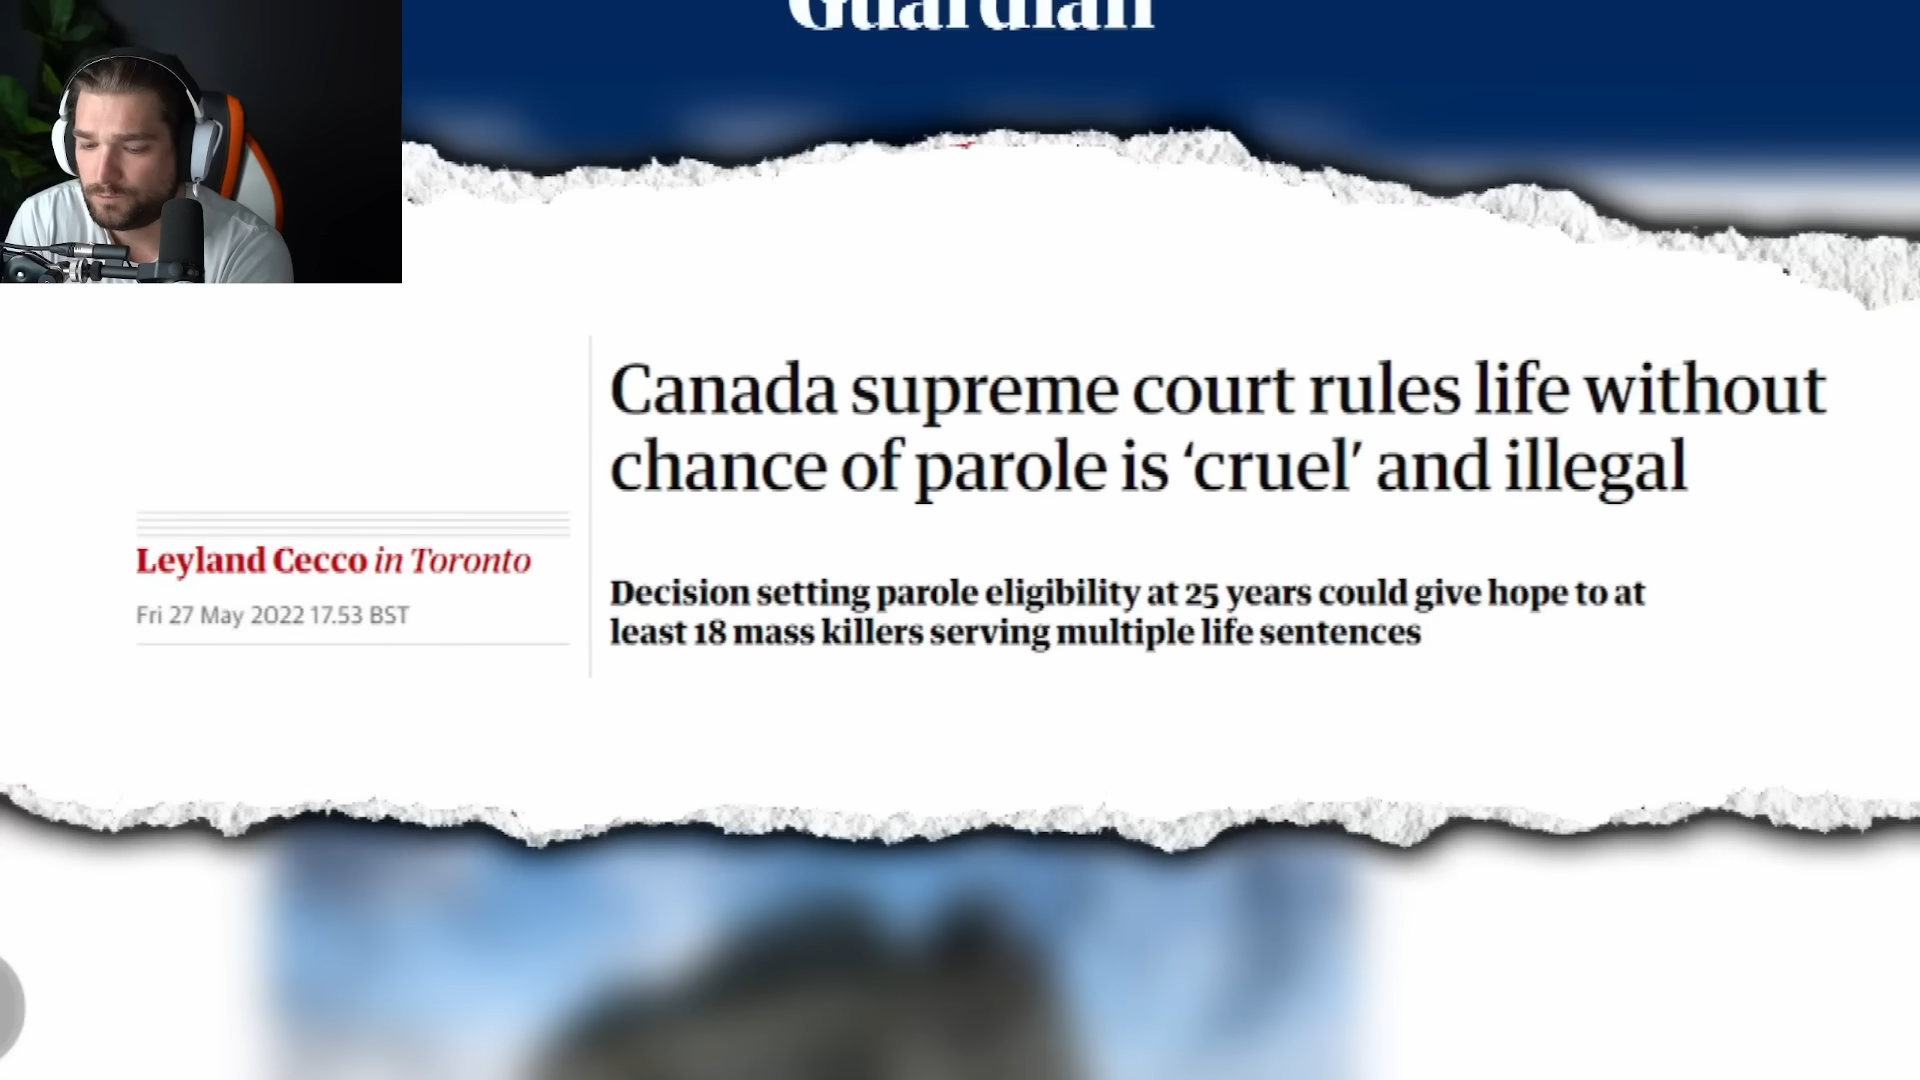 Guardian
Canada supreme court rules life without
chance of parole is ‘cruel’ and illegal
Leyland Cecco in Toronto
Fri 27 May 2022 17.53 BST
Decision setting parole eligibility at 25 years could give hope to at
least 18 mass killers serving multiple life sentences